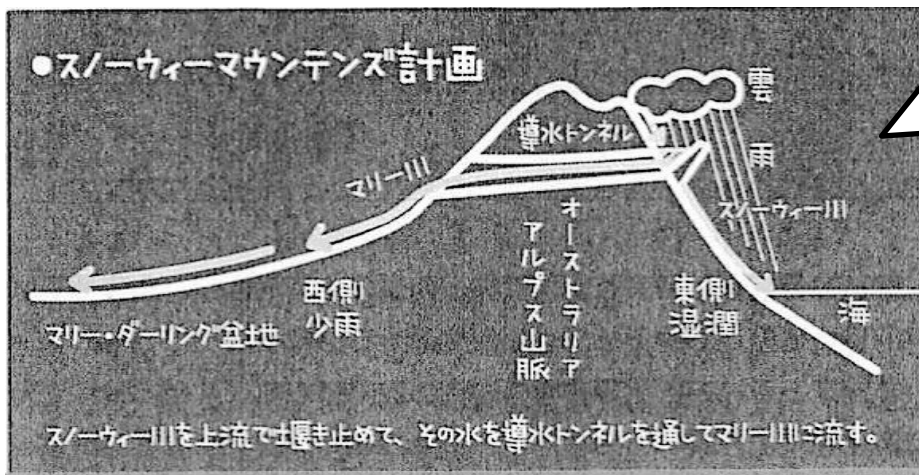 ●スノーウィーマウンテンズ計画
雲
雨
導水トンネル
マリー川
スノーウィー川
オーストラリア
アルプス山脈
西側
少雨
東側
湿潤
海
マリー・ダーリング盆地
スノーウィー川を上流で堰き止めて、その水を導水トンネルを通してマリー川に流す。